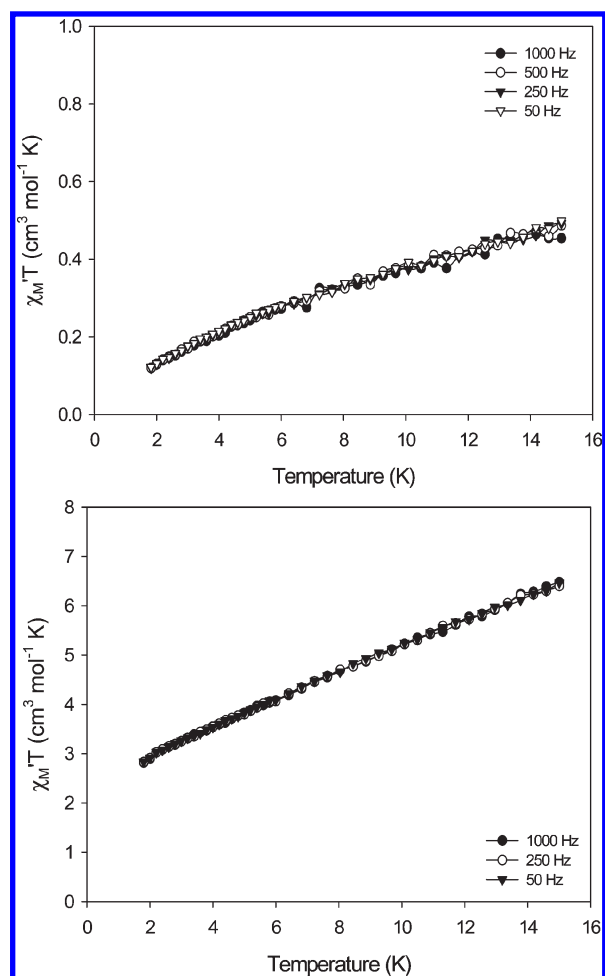 1.0
0.8
0.6
0.4
0.2
0.0
χM'T (cm³ mol⁻¹ K)
1000 Hz
500 Hz
250 Hz
50 Hz
0 2 4 6 8 10 12 14 16
Temperature (K)
8
7
6
5
4
3
2
1
0
χM'T (cm³ mol⁻¹ K)
1000 Hz
250 Hz
50 Hz
0 2 4 6 8 10 12 14 16
Temperature (K)